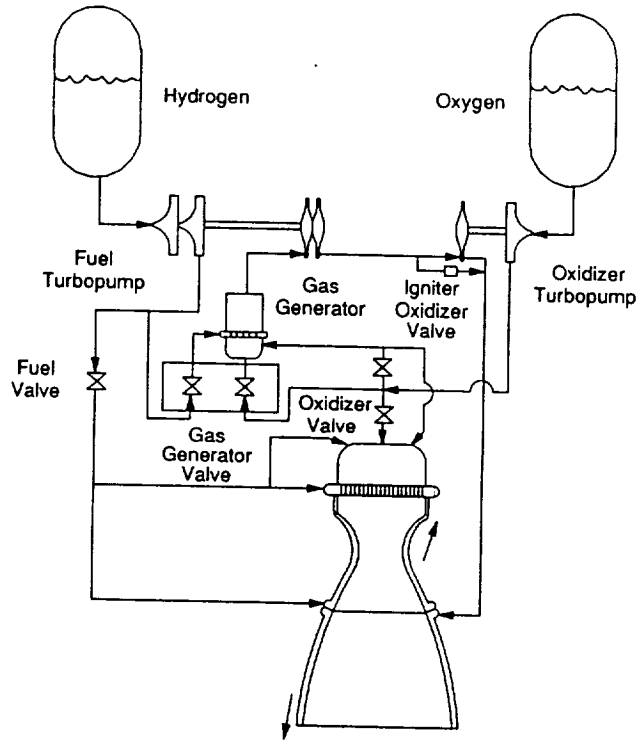 Hydrogen
Oxygen
Fuel
Turbopump
Gas
Generator
Igniter
Oxidizer
Valve
Oxidizer
Turbopump
Fuel
Valve
Oxidizer
Valve
Gas
Generator
Valve